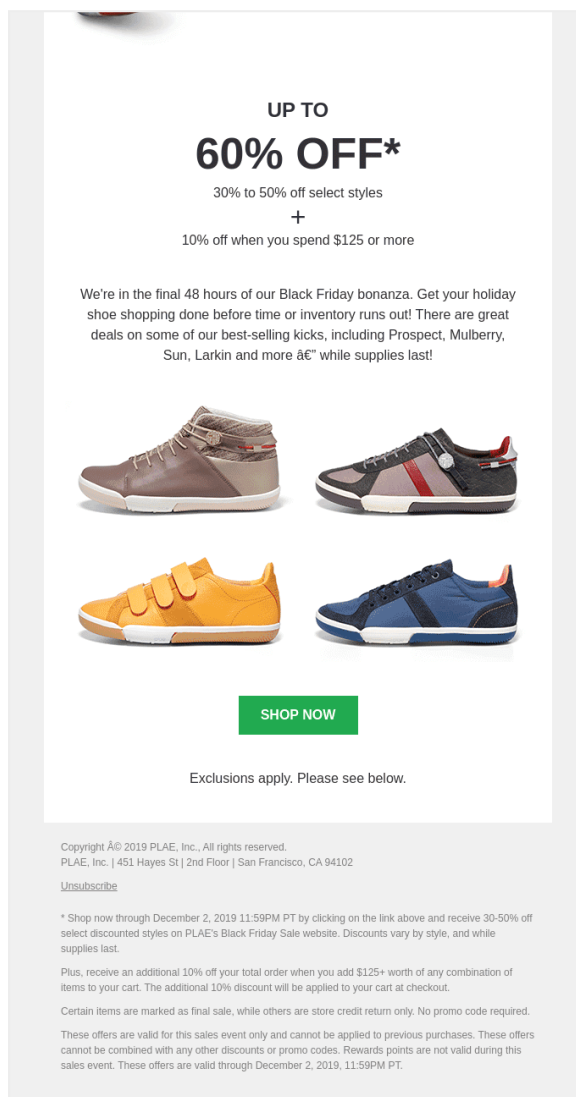 UP TO
60% OFF*
30% to 50% off select styles
+
10% off when you spend $125 or more
We're in the final 48 hours of our Black Friday bonanza. Get your holiday
shoe shopping done before time or inventory runs out! There are great
deals on some of our best-selling kicks, including Prospect, Mulberry,
Sun, Larkin and more â€” while supplies last!
SHOP NOW
Exclusions apply. Please see below.
Copyright Â© 2019 PLAE, Inc., All rights reserved.
PLAE, Inc. | 451 Hayes St | 2nd Floor | San Francisco, CA 94102
Unsubscribe
* Shop now through December 2, 2019 11:59PM PT by clicking on the link above and receive 30-50% off
select discounted styles on PLAE's Black Friday Sale website. Discounts vary by style, and while
supplies last.
Plus, receive an additional 10% off your total order when you add $125+ worth of any combination of
items to your cart. The additional 10% discount will be applied to your cart at checkout.
Certain items are marked as final sale, while others are store credit return only. No promo code required.
These offers are valid for this sales event only and cannot be applied to previous purchases. These offers
cannot be combined with any other discounts or promo codes. Rewards points are not valid during this
sales event. These offers are valid through December 2, 2019, 11:59PM PT.